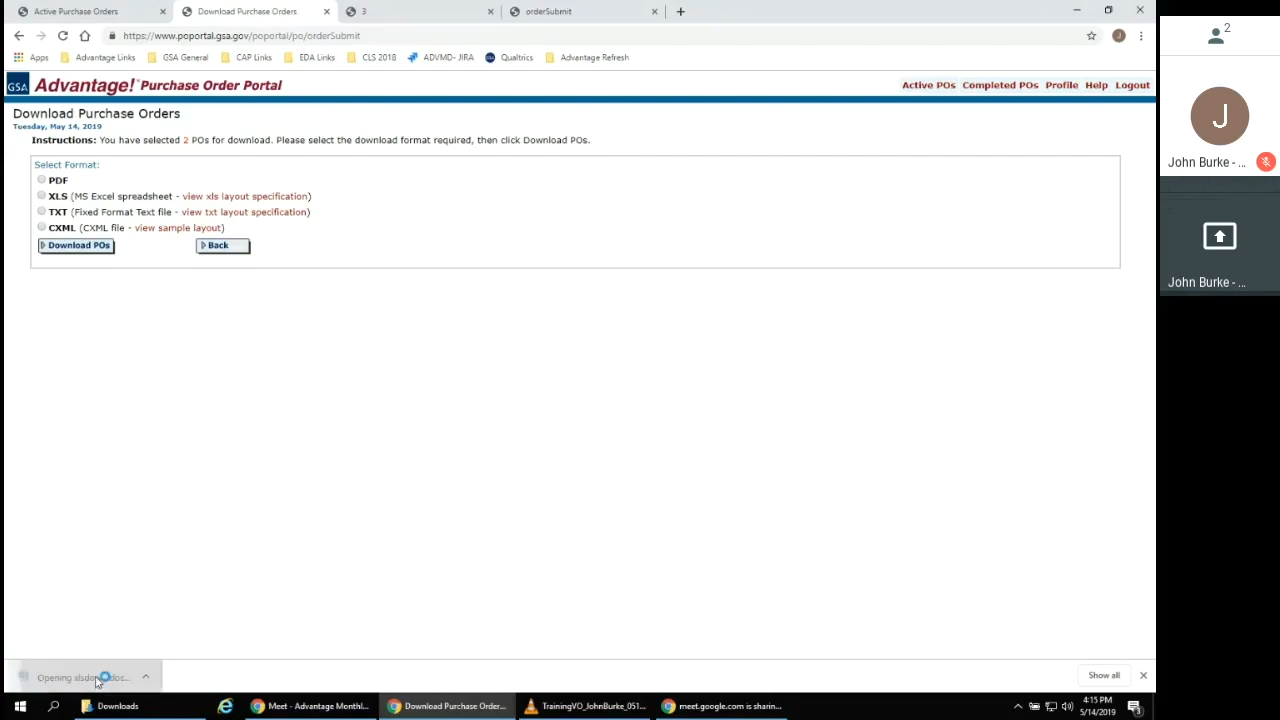 Active Purchase Orders
Download Purchase Orders
3
orderSubmit
https://www.poportal.gsa.gov/poportal/po/orderSubmit
J
Apps
Advantage Links
GSA General
CAP Links
EDA Links
CLS 2018
ADVMD- JIRA
Qualtrics
Advantage Refresh
GSA Advantage! Purchase Order Portal
Active POs Completed POs Profile Help Logout
Download Purchase Orders
Tuesday, May 14, 2019
Instructions: You have selected 2 POs for download. Please select the download format required, then click Download POs.
Select Format:
PDF
XLS (MS Excel spreadsheet - view xls layout specification)
TXT (Fixed Format Text file - view txt layout specification)
CXML (CXML file - view sample layout)
Download POs
Back
2
J
John Burke - ...
John Burke - ...
Opening
Show all
Downloads
Meet - Advantage Monthl...
Download Purchase Order...
TrainingVO_JohnBurke_051...
meet.google.com is sharin...
4:15 PM
5/14/2019
3